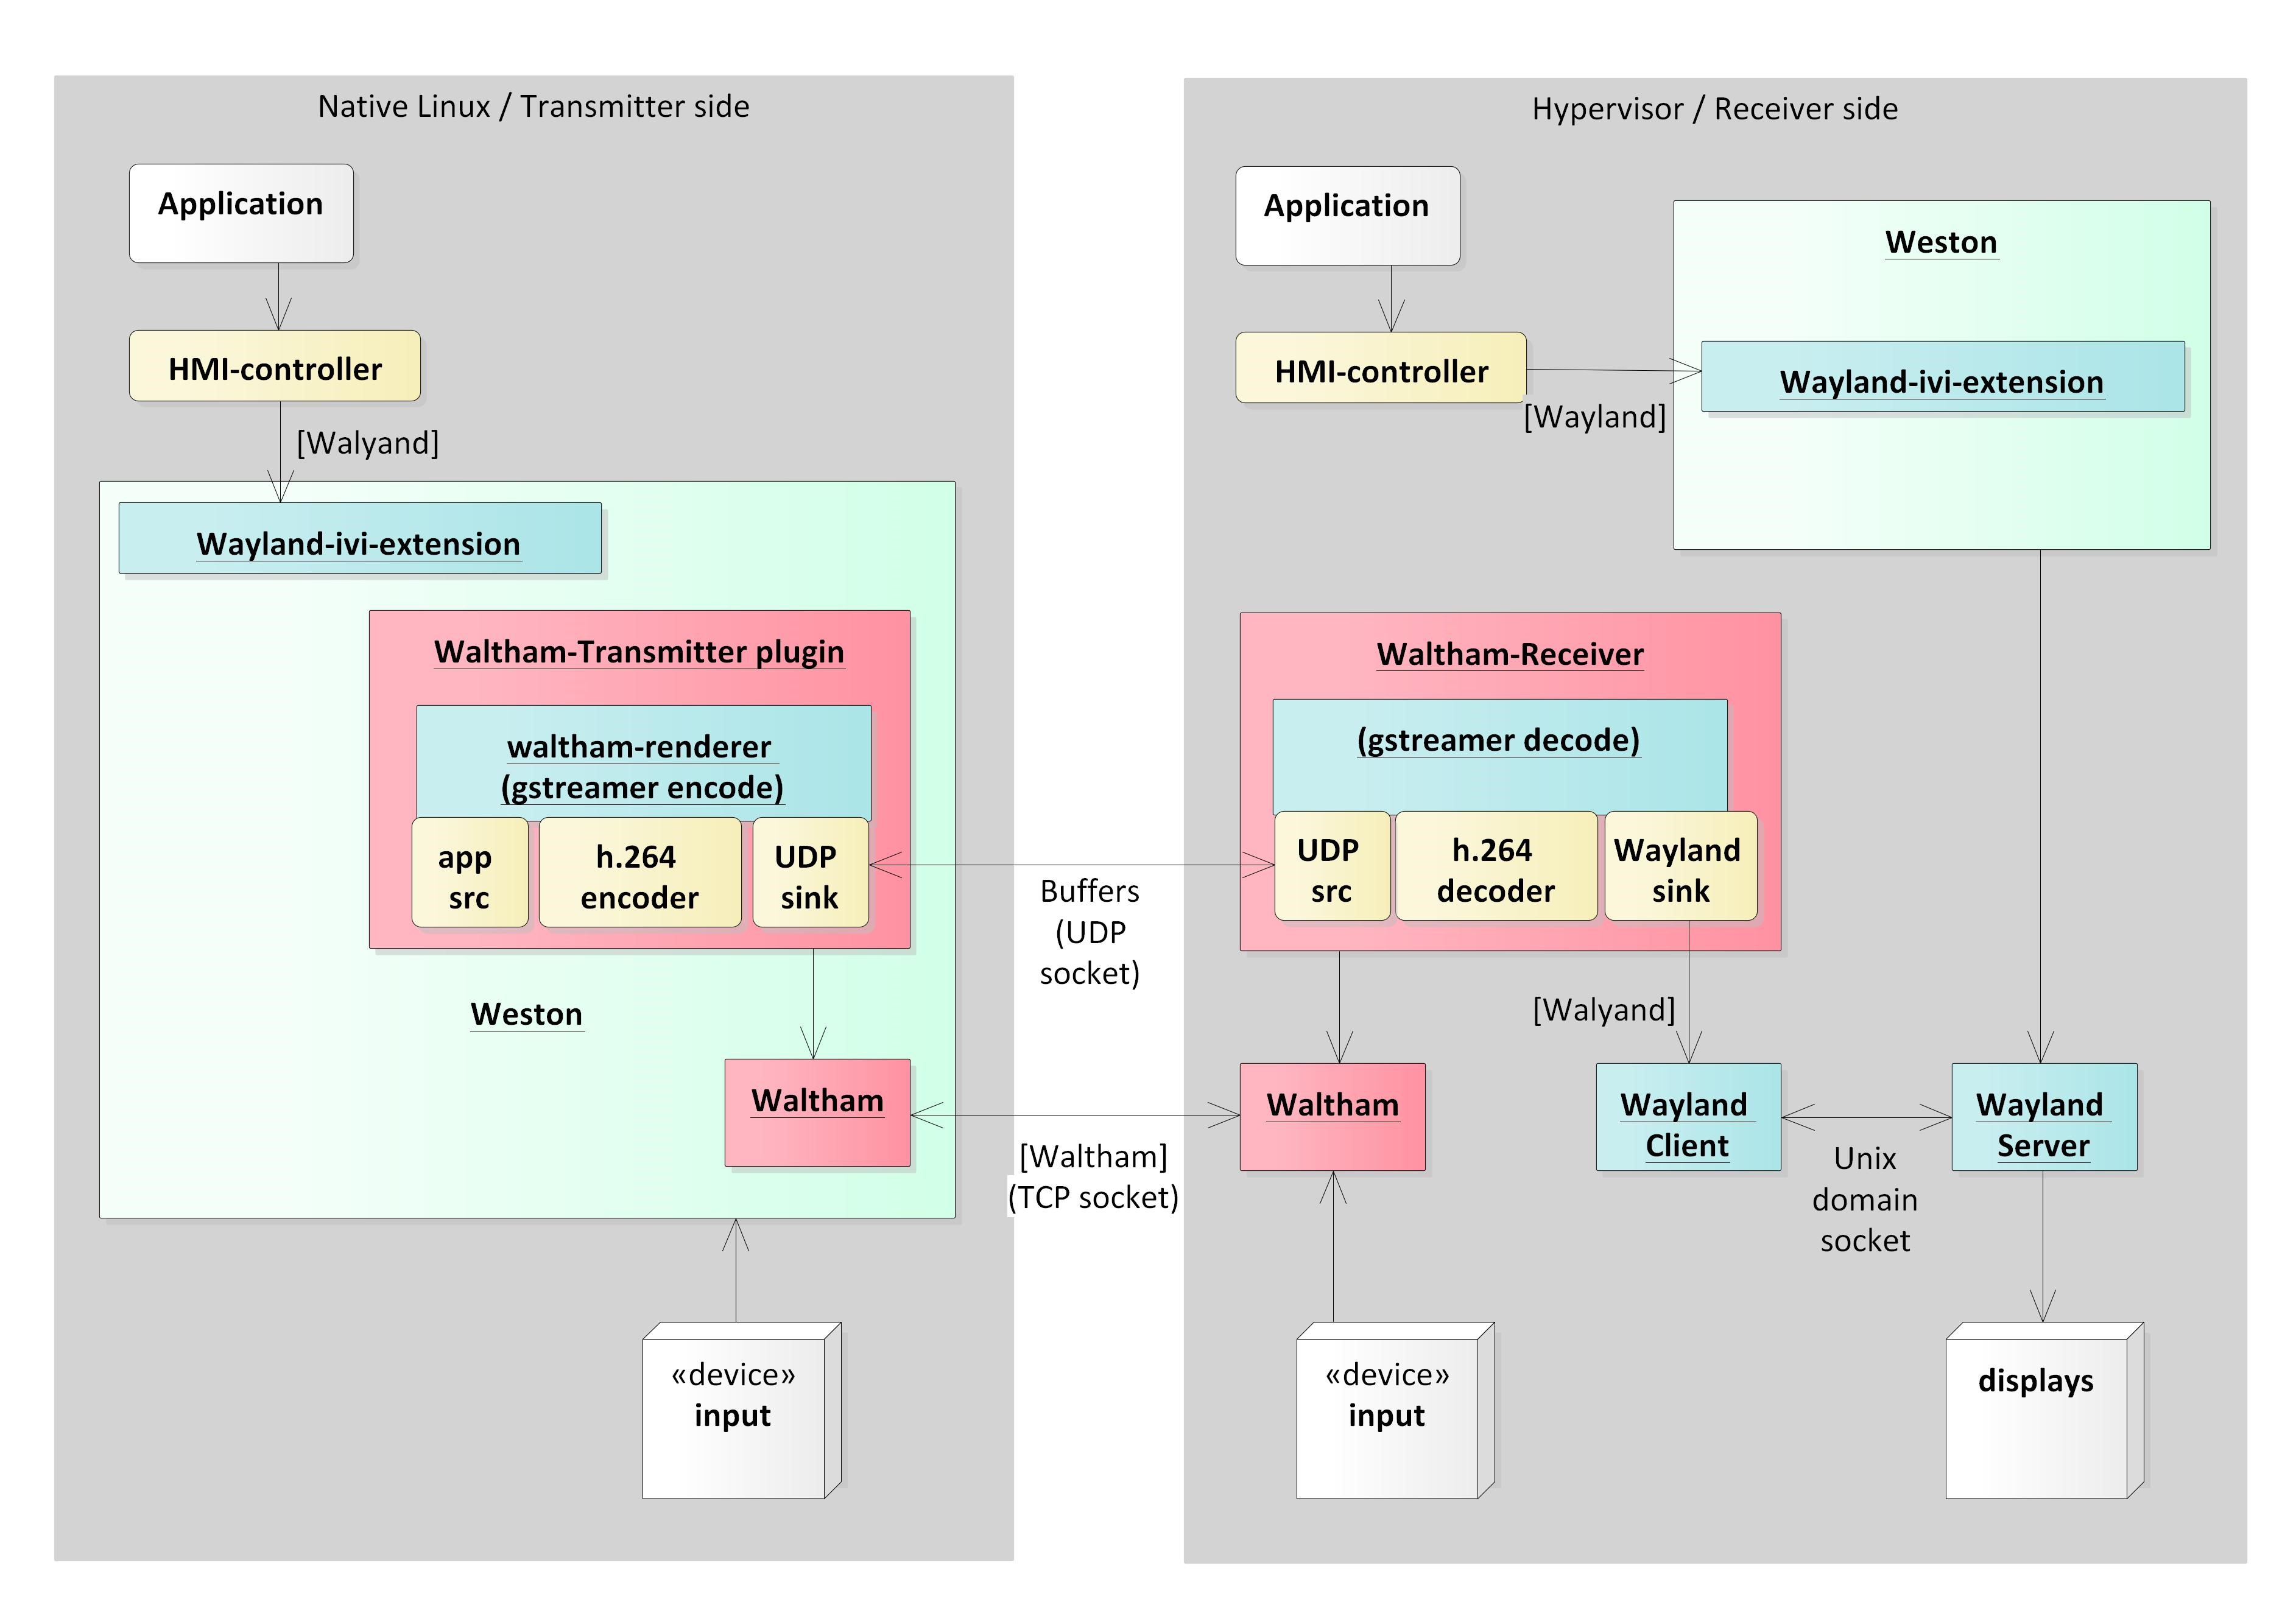 Native Linux / Transmitter side
Application
HMI-controller
[Walyand]
Wayland-ivi-extension
Waltham-Transmitter plugin
waltham-renderer
(gstreamer encode)
app
src
h.264
encoder
UDP
sink
Weston
Waltham
«device»
input
Buffers
(UDP
socket)
[Waltham]
(TCP socket)
Hypervisor / Receiver side
Application
HMI-controller
[Wayland]
Weston
Wayland-ivi-extension
Waltham-Receiver
(gstreamer decode)
UDP
src
h.264
decoder
Wayland
sink
[Walyand]
Waltham
Wayland
Client
Unix
domain
socket
Wayland
Server
«device»
input
displays